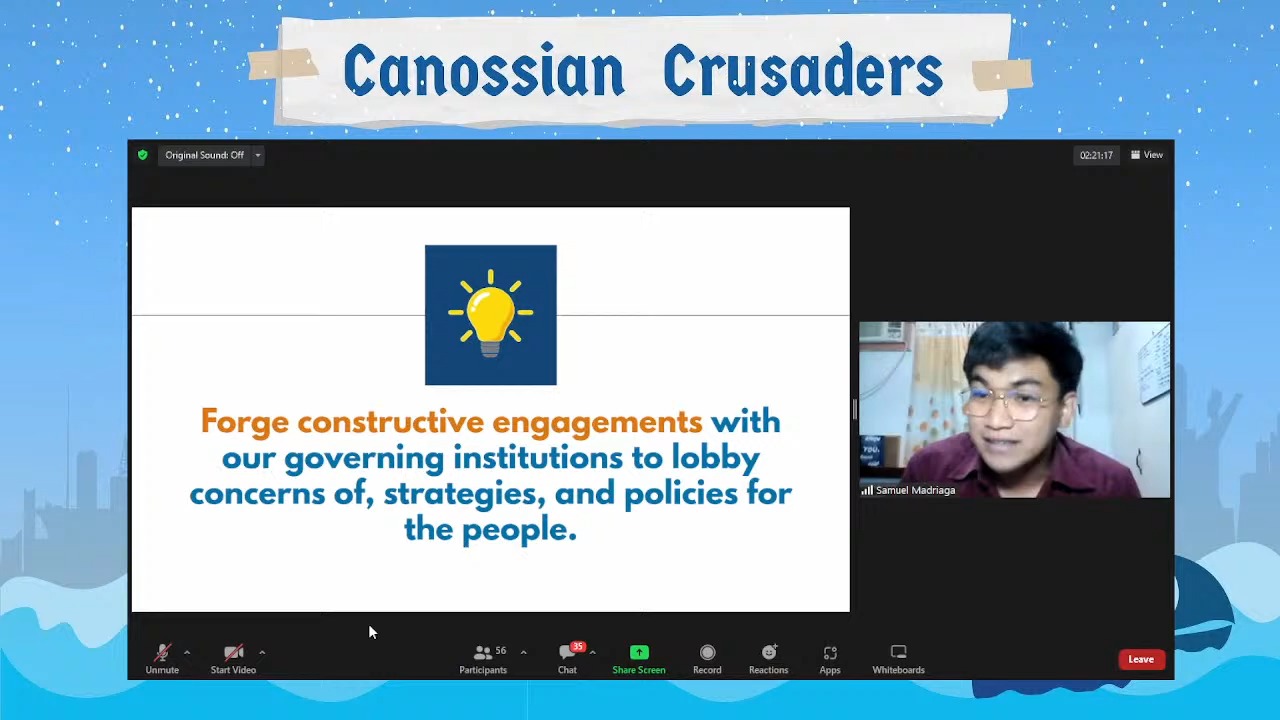 Canossian Crusaders
Original Sound: Off
02:21:17
View
Forge constructive engagements with
our governing institutions to lobby
concerns of, strategies, and policies for
the people.
YOU.
Samuel Madriaga
Unmute
Start Video
56
Participants
35
Chat
Share Screen
Record
Reactions
Apps
Whiteboards
Leave